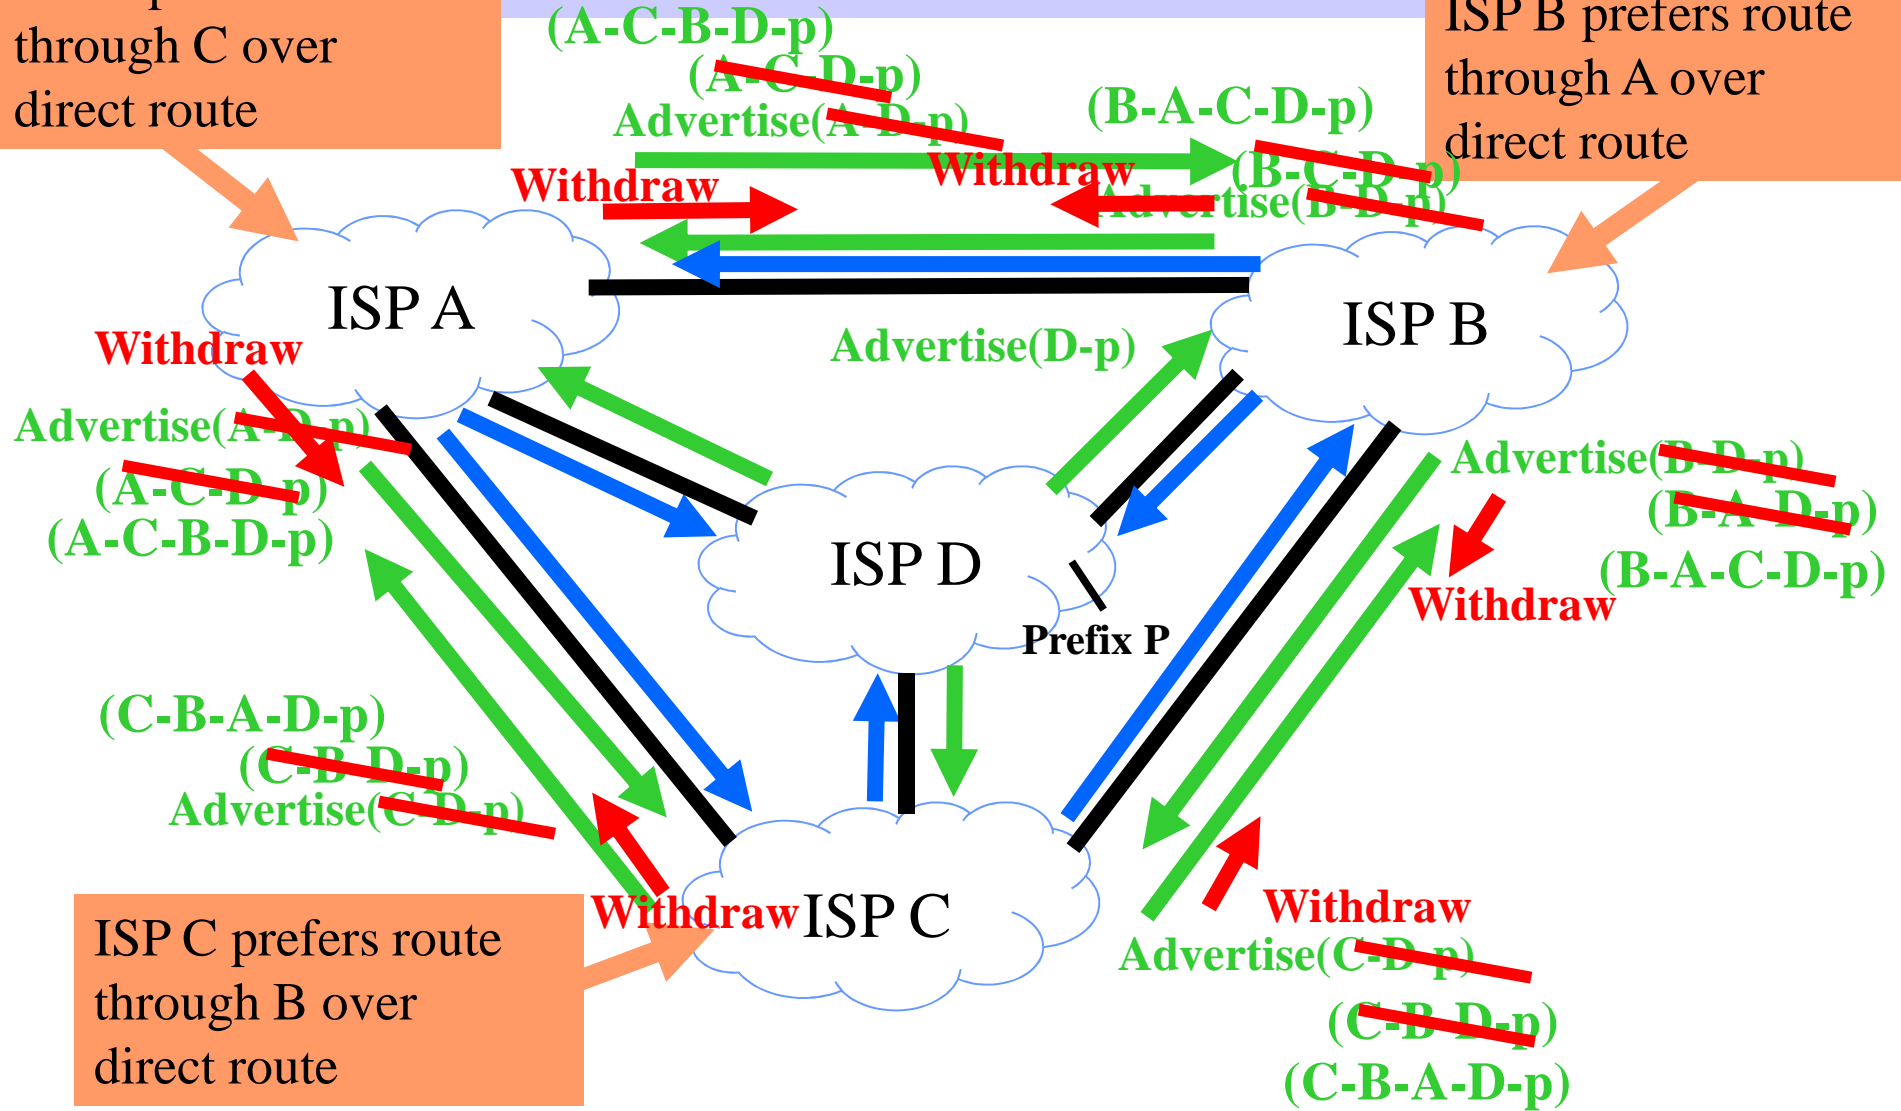 through C over
direct route
(A-C-B-D-p)
(A-C-D-p)
Advertise(A-D-p)
Withdraw
ISP B prefers route
through A over
direct route
(B-A-C-D-p)
(B-C-D-p)
Advertise(B-D-p)
Withdraw
ISP A
ISP B
Advertise(D-p)
Withdraw
Advertise(A-D-p)
(A-C-D-p)
(A-C-B-D-p)
Advertise(B-D-p)
(B-A-D-p)
(B-A-C-D-p)
Withdraw
ISP D
Prefix P
(C-B-A-D-p)
(C-B-D-p)
Advertise(C-D-p)
Withdraw
ISP C
ISP C prefers route
through B over
direct route
Withdraw
Advertise(C-D-p)
(C-B-D-p)
(C-B-A-D-p)